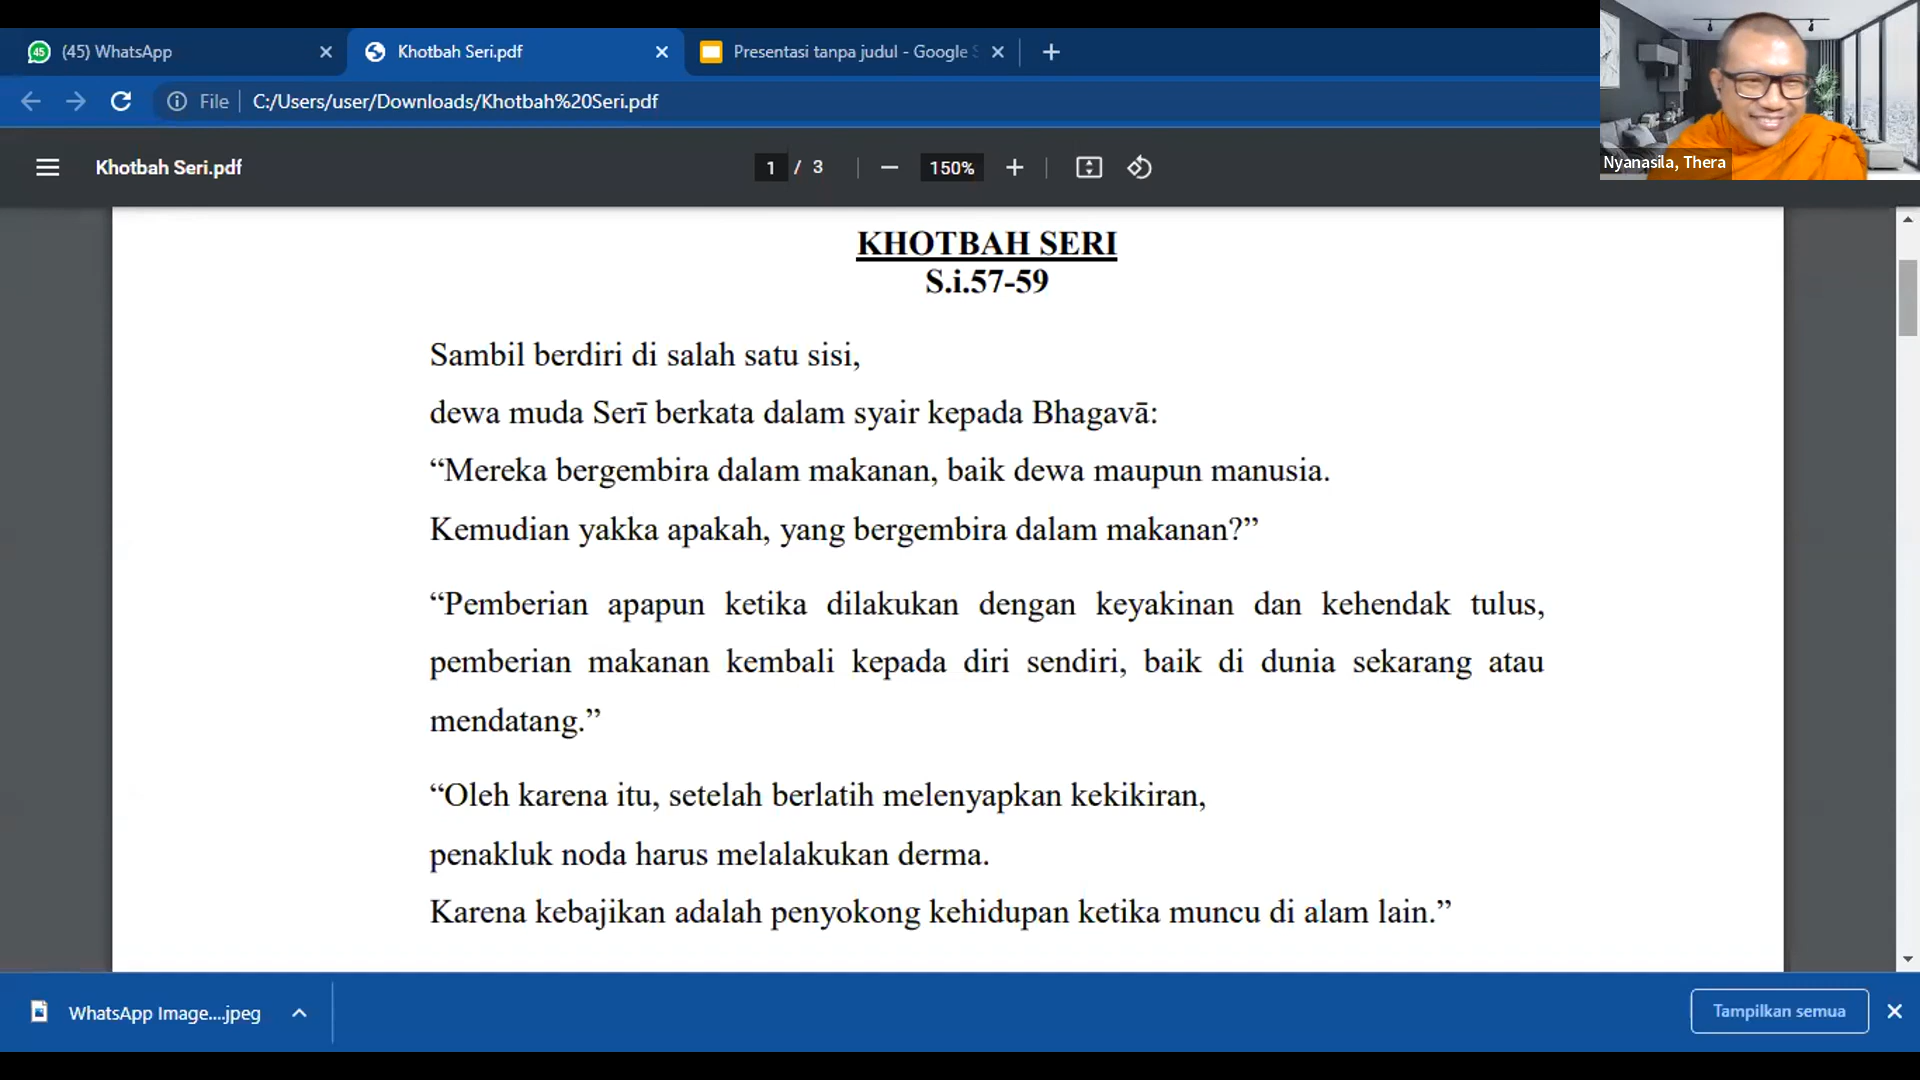 (45) WhatsApp
Khotbah Seri.pdf
Presentasi tanpa judul - Google S
File
C:/Users/user/Downloads/Khotbah%20Seri.pdf
Khotbah Seri.pdf
1 / 3
150%
Nyanasila, Thera
KHOTBAH SERI
S.i.57-59
Sambil berdiri di salah satu sisi,
dewa muda Serī berkata dalam syair kepada Bhagavā:
“Mereka bergembira dalam makanan, baik dewa maupun manusia.
Kemudian yakka apakah, yang bergembira dalam makanan?”
“Pemberian apapun ketika dilakukan dengan keyakinan dan kehendak tulus,
pemberian makanan kembali kepada diri sendiri, baik di dunia sekarang atau
mendatang.”
“Oleh karena itu, setelah berlatih melenyapkan kekikiran,
penakluk noda harus melalakukan derma.
Karena kebajikan adalah penyokong kehidupan ketika muncu di alam lain.”
WhatsApp Image....jpeg
Tampilkan semua